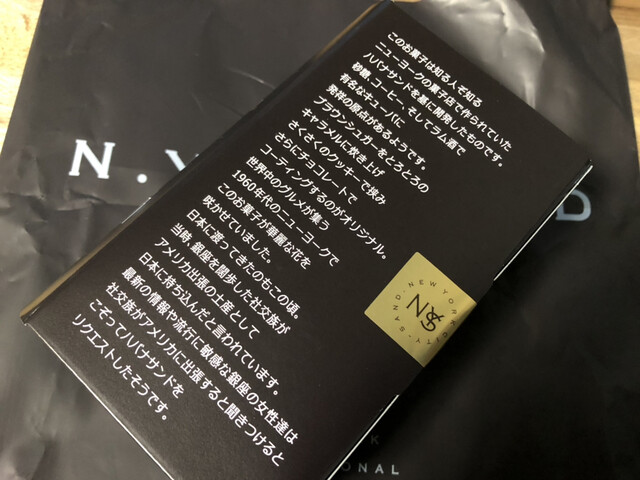 このお菓子は知る人ぞ知る
ニューヨークの菓子店で作られていた
ハバナサンドを基に開発したものです。
砂糖、コーヒー、そしてラム酒で
有名なキューバに
発祥の原点があるようです。
ブラウンシュガーをとろとろの
キャラメルに炊き上げ
さくさくのクッキーで挟み
さらにチョコレートで
コーティングするのがオリジナル。
世界中のグルメが集う
1960年代のニューヨークで
このお菓子が華麗な花を
咲かせていました。
日本に渡ってきたのもこの頃。
当時、銀座を闊歩した社交族が
アメリカ出張の土産として
日本に持ち込んだと言われています。
最新の情報や流行に敏感な銀座の女性達は
社交族がアメリカに出張すると聞きつけると
こぞってハバナサンドを
リクエストしたそうです。
NEWYORKCITY·SAND·
N
N.Y
D
K
ONAL